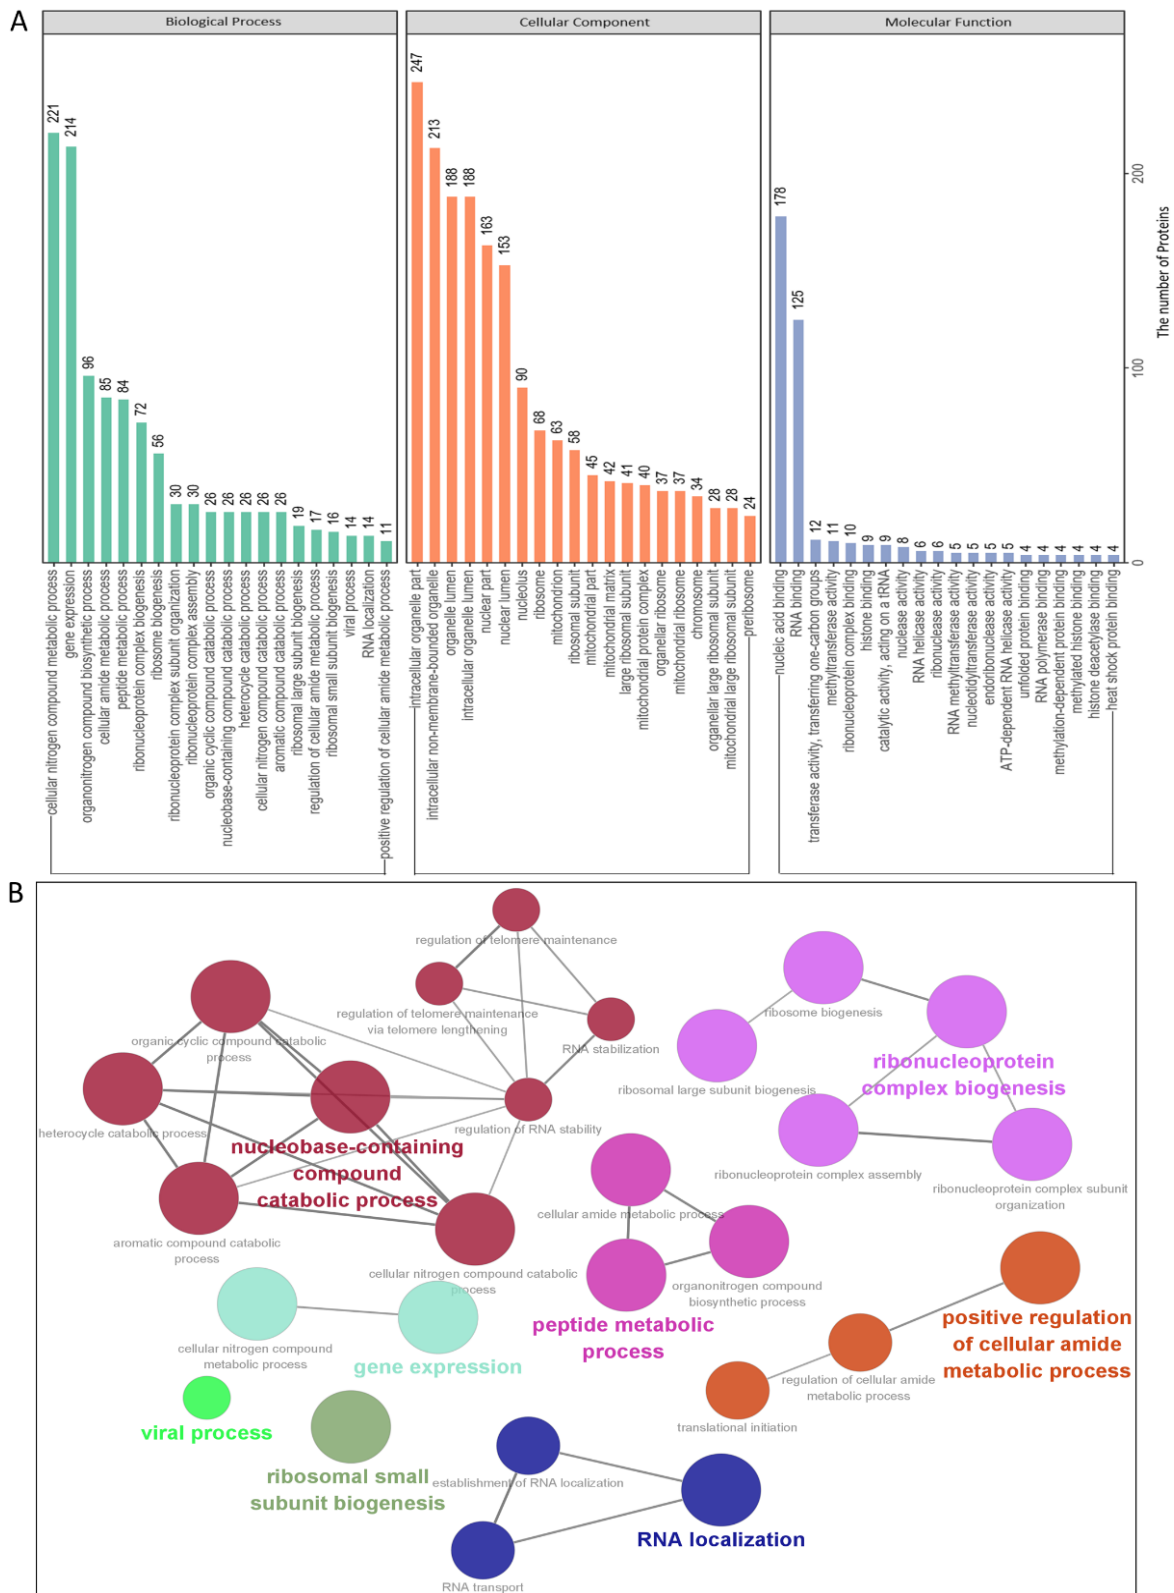 A
Biological Process
Cellular Component
Molecular Function
221
214
96
85
84
72
56
30
30
26
26
26
26
26
19
17
16
14
14
11
247
213
188
188
163
153
90
68
63
58
45
42
41
40
37
37
34
28
28
24
178
125
12
11
10
9
9
8
6
6
5
5
5
5
4
4
4
4
4
4
200
100
0
The number of Proteins
cellular nitrogen compound metabolic process
gene expression
organonitrogen compound biosynthetic process
cellular amide metabolic process
peptide metabolic process
ribonucleoprotein complex biogenesis
ribosome biogenesis
ribonucleoprotein complex subunit organization
ribonucleoprotein complex assembly
organic cyclic compound catabolic process
nucleobase-containing compound catabolic process
heterocycle catabolic process
cellular nitrogen compound catabolic process
aromatic compound catabolic process
ribosomal large subunit biogenesis
regulation of cellular amide metabolic process
ribosomal small subunit biogenesis
viral process
RNA localization
positive regulation of cellular amide metabolic process
intracellular organelle part
intracellular non-membrane-bounded organelle
organelle lumen
intracellular organelle lumen
nuclear part
nuclear lumen
nucleolus
ribosome
mitochondrion
ribosomal subunit
mitochondrial part
mitochondrial matrix
large ribosomal subunit
mitochondrial protein complex
organellar ribosome
mitochondrial ribosome
chromosome
organellar large ribosomal subunit
mitochondrial large ribosomal subunit
preribosome
nucleic acid binding
RNA binding
transferase activity, transferring one-carbon groups
methyltransferase activity
ribonucleoprotein complex binding
histone binding
catalytic activity, acting on a tRNA
nuclease activity
RNA helicase activity
ribonuclease activity
RNA methyltransferase activity
nucleotidyltransferase activity
endoribonuclease activity
ATP-dependent RNA helicase activity
unfolded protein binding
RNA polymerase binding
methylation-dependent protein binding
methylated histone binding
histone deacetylase binding
heat shock protein binding
B
regulation of telomere maintenance
regulation of telomere maintenance
via telomere lengthening
RNA stabilization
organic cyclic compound catabolic
process
heterocycle catabolic process
regulation of RNA stability
nucleobase-containing
compound
catabolic process
aromatic compound catabolic
process
cellular nitrogen compound catabolic
process
ribosome biogenesis
ribosomal large subunit biogenesis
ribonucleoprotein
complex biogenesis
ribonucleoprotein complex assembly
ribonucleoprotein complex subunit
organization
cellular amide metabolic process
organonitrogen compound
biosynthetic process
peptide metabolic
process
cellular nitrogen compound
metabolic process
gene expression
positive regulation
of cellular amide
metabolic process
regulation of cellular amide
metabolic process
translational initiation
viral process
ribosomal small
subunit biogenesis
establishment of RNA localization
RNA localization
RNA transport